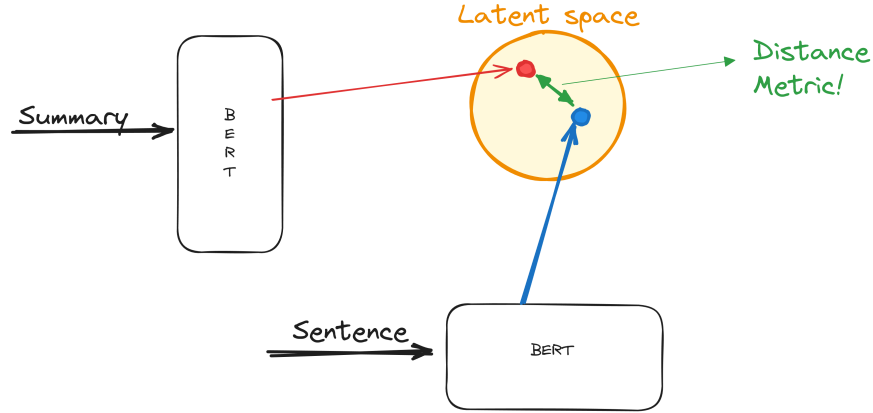 Latent space
Distance
Metric!
Summary
B
E
R
T
Sentence
BERT